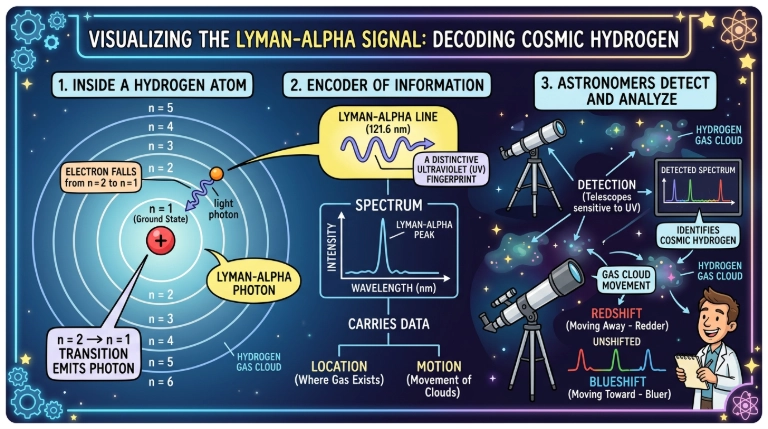 VISUALIZING THE LYMAN-ALPHA SIGNAL: DECODING COSMIC HYDROGEN
1. INSIDE A HYDROGEN ATOM
n = 5
n = 4
n = 3
n = 2
ELECTRON FALLS
from n = 2 to n = 1
light
photon
n = 1
(Ground State)
+
LYMAN-ALPHA
PHOTON
n = 2
n = 3
n = 4
n = 5
n = 6
n = 2 → n = 1
TRANSITION
EMITS PHOTON
HYDROGEN
GAS CLOUD
2. ENCODER OF INFORMATION
LYMAN-ALPHA LINE
(121.6 nm)
A DISTINCTIVE
ULTRAVIOLET (UV)
FINGERPRINT
SPECTRUM
INTENSITY
LYMAN-ALPHA
PEAK
WAVELENGTH (nm)
CARRIES DATA
LOCATION
(Where Gas Exists)
MOTION
(Movement of
Clouds)
3. ASTRONOMERS DETECT
AND ANALYZE
HYDROGEN
GAS CLOUD
DETECTION
(Telescopes
sensitive to UV)
DETECTED SPECTRUM
IDENTIFIES
COSMIC HYDROGEN
GAS CLOUD
MOVEMENT
HYDROGEN
GAS CLOUD
REDSHIFT
(Moving Away - Redder)
UNSHIFTED
BLUESHIFT
(Moving Toward - Bluer)